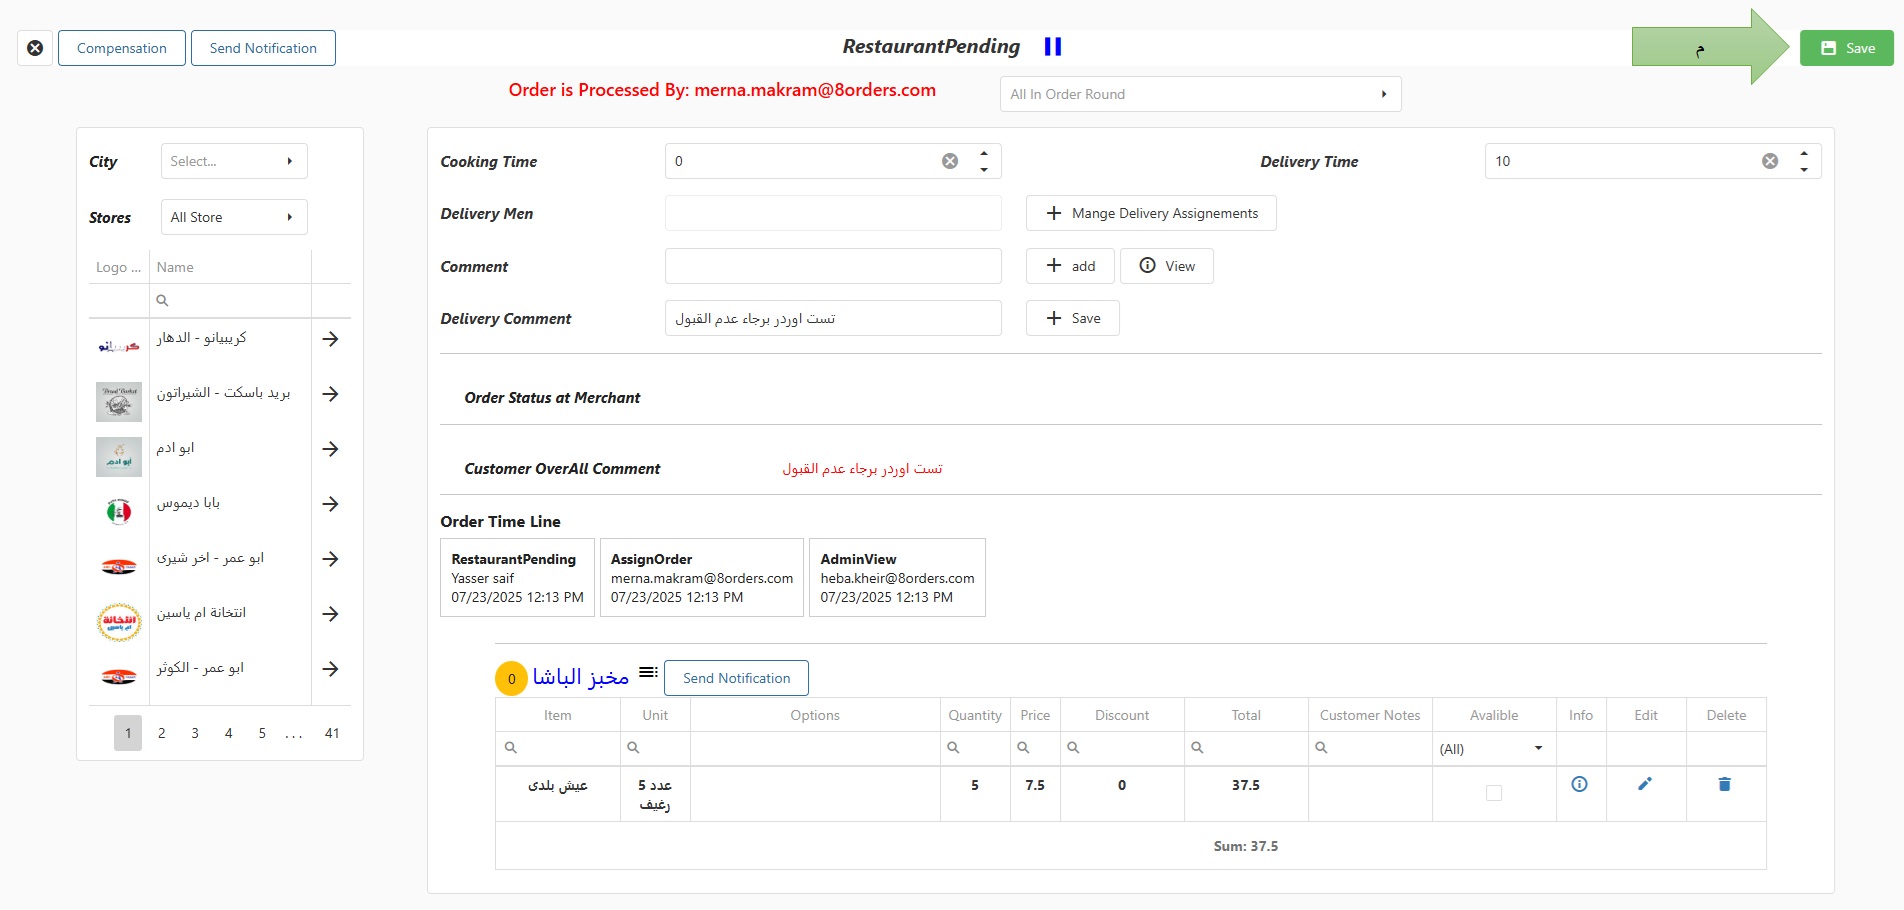 Compensation
Send Notification
RestaurantPending
م
Save
Order is Processed By: merna.makram@8orders.com
All In Order Round
City
Select...
Stores
All Store
Logo ...
Name
كريبيانو - الدهار
بريد باسكت - الشيراتون
ابو ادم
بابا ديموس
ابو عمر - اخر شيرى
انتخانة ام ياسين
ابو عمر - الكوثر
1 2 3 4 5 ... 41
Cooking Time
0
Delivery Time
10
Delivery Men
Mange Delivery Assignements
Comment
add
View
Delivery Comment
تست اوردر برجاء عدم القبول
Save
Order Status at Merchant
Customer OverAll Comment
تست اوردر برجاء عدم القبول
Order Time Line
RestaurantPending
Yasser saif
07/23/2025 12:13 PM
AssignOrder
merna.makram@8orders.com
07/23/2025 12:13 PM
AdminView
heba.kheir@8orders.com
07/23/2025 12:13 PM
0
مخبز الباشا
Send Notification
Item Unit Options Quantity Price Discount Total Customer Notes Avalible Info Edit Delete
(All)
عيش بلدى
عدد 5
رغيف
5 7.5 0 37.5
Sum: 37.5